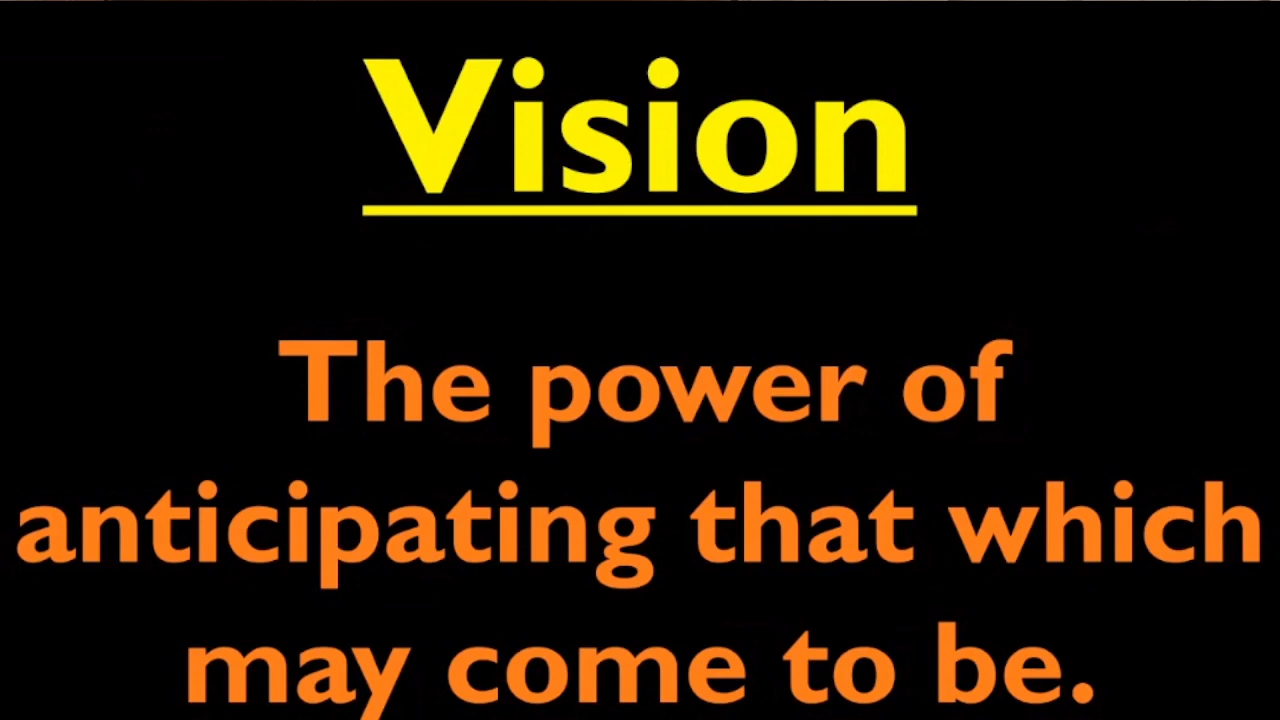 Vision
The power of
anticipating that which
may come to be.